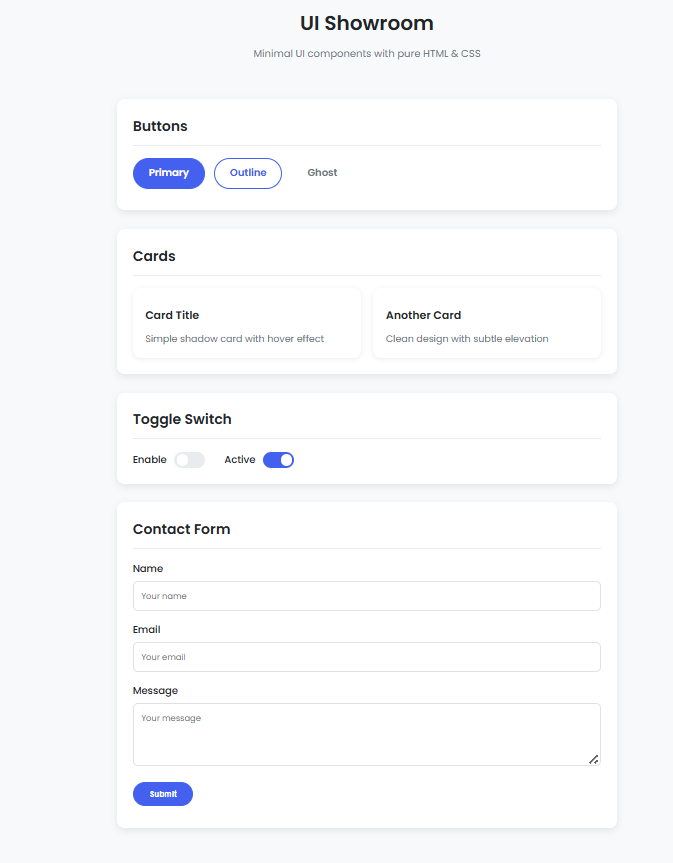 UI Showroom
Minimal UI components with pure HTML & CSS
Buttons
Primary Outline Ghost
Cards
Card Title Another Card
Simple shadow card with hover effect Clean design with subtle elevation
Toggle Switch
Enable Active
Contact Form
Name
Your name
Email
Your email
Message
Your message
Submit